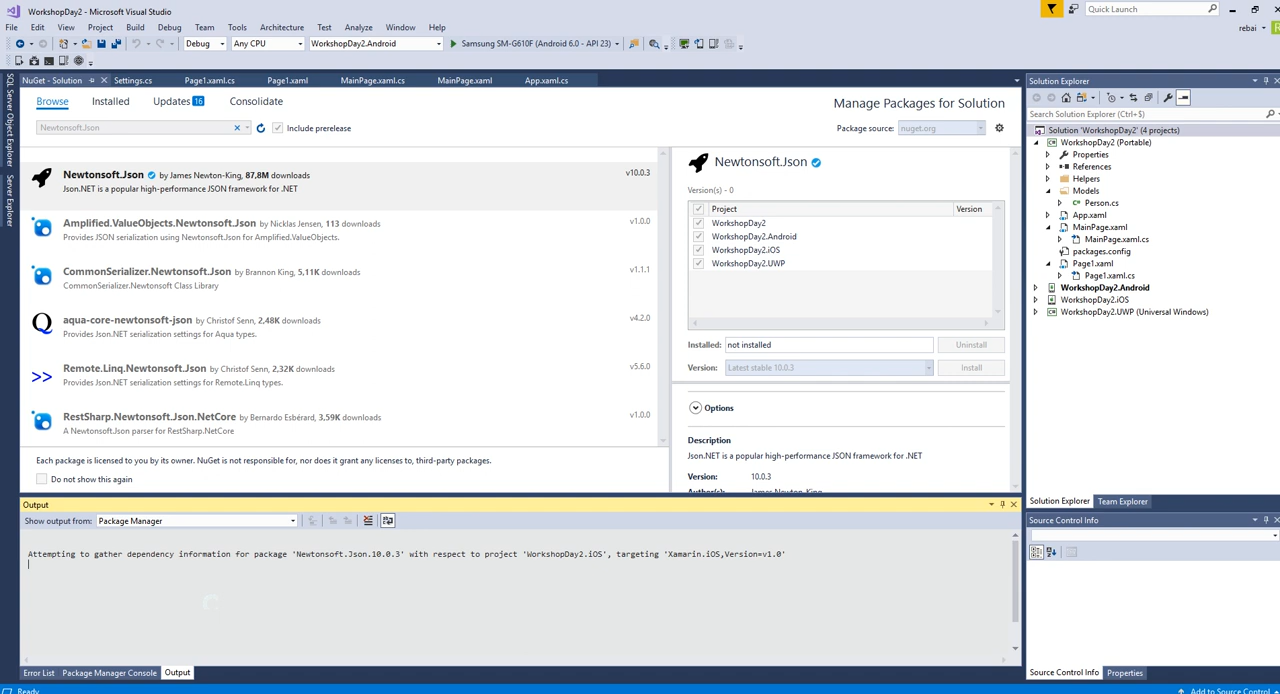 WorkshopDay2 - Microsoft Visual Studio
Quick Launch
File Edit View Project Build Debug Team Tools Architecture Test Analyze Window Help
rebai
Debug Any CPU WorkshopDay2.Android Samsung SM-G610F (Android 6.0 - API 23)
NuGet - Solution Settings.cs Page1.xaml.cs Page1.xaml MainPage.xaml.cs MainPage.xaml App.xaml.cs
SQL Server Object Explorer
Server Explorer
Browse Installed Updates 16 Consolidate
Manage Packages for Solution
Newtonsoft.Json
Include prerelease
Package source: nuget.org
Newtonsoft.Json by James Newton-King, 87,8M downloads v10.0.3
Json.NET is a popular high-performance JSON framework for .NET
Amplified.ValueObjects.Newtonsoft.Json by Nicklas Jensen, 113 downloads v1.0.0
Provides JSON serialization using Newtonsoft.Json for Amplified.ValueObjects.
CommonSerializer.Newtonsoft.Json by Brannon King, 5,11K downloads v1.1.1
CommonSerializer.Newtonsoft Class Library
aqua-core-newtonsoft-json by Christof Senn, 2,48K downloads v4.2.0
Provides Json.NET serialization settings for Aqua types.
Remote.Linq.Newtonsoft.Json by Christof Senn, 2,32K downloads v5.6.0
Provides Json.NET serialization settings for Remote.Linq types.
RestSharp.Newtonsoft.Json.NetCore by Bernardo Esbérard, 3,59K downloads v1.0.0
A Newtonsoft.Json parser for RestSharp.NetCore
Each package is licensed to you by its owner. NuGet is not responsible for, nor does it grant any licenses to, third-party packages.
Do not show this again
Newtonsoft.Json
Version(s) - 0
Project Version
WorkshopDay2
WorkshopDay2.Android
WorkshopDay2.iOS
WorkshopDay2.UWP
Installed: not installed Uninstall
Version: Latest stable 10.0.3 Install
Options
Description
Json.NET is a popular high-performance JSON framework for .NET
Version: 10.0.3
Author(s): James Newton-King
Output
Show output from: Package Manager
Attempting to gather dependency information for package 'Newtonsoft.Json.10.0.3' with respect to project 'WorkshopDay2.iOS', targeting 'Xamarin.iOS,Version=v1.0'
Error List Package Manager Console Output
Solution Explorer
Search Solution Explorer (Ctrl+$)
Solution 'WorkshopDay2' (4 projects)
WorkshopDay2 (Portable)
Properties
References
Helpers
Models
Person.cs
App.xaml
MainPage.xaml
MainPage.xaml.cs
packages.config
Page1.xaml
Page1.xaml.cs
WorkshopDay2.Android
WorkshopDay2.iOS
WorkshopDay2.UWP (Universal Windows)
Solution Explorer Team Explorer
Source Control Info
Source Control Info Properties
Ready
Add to Source Control